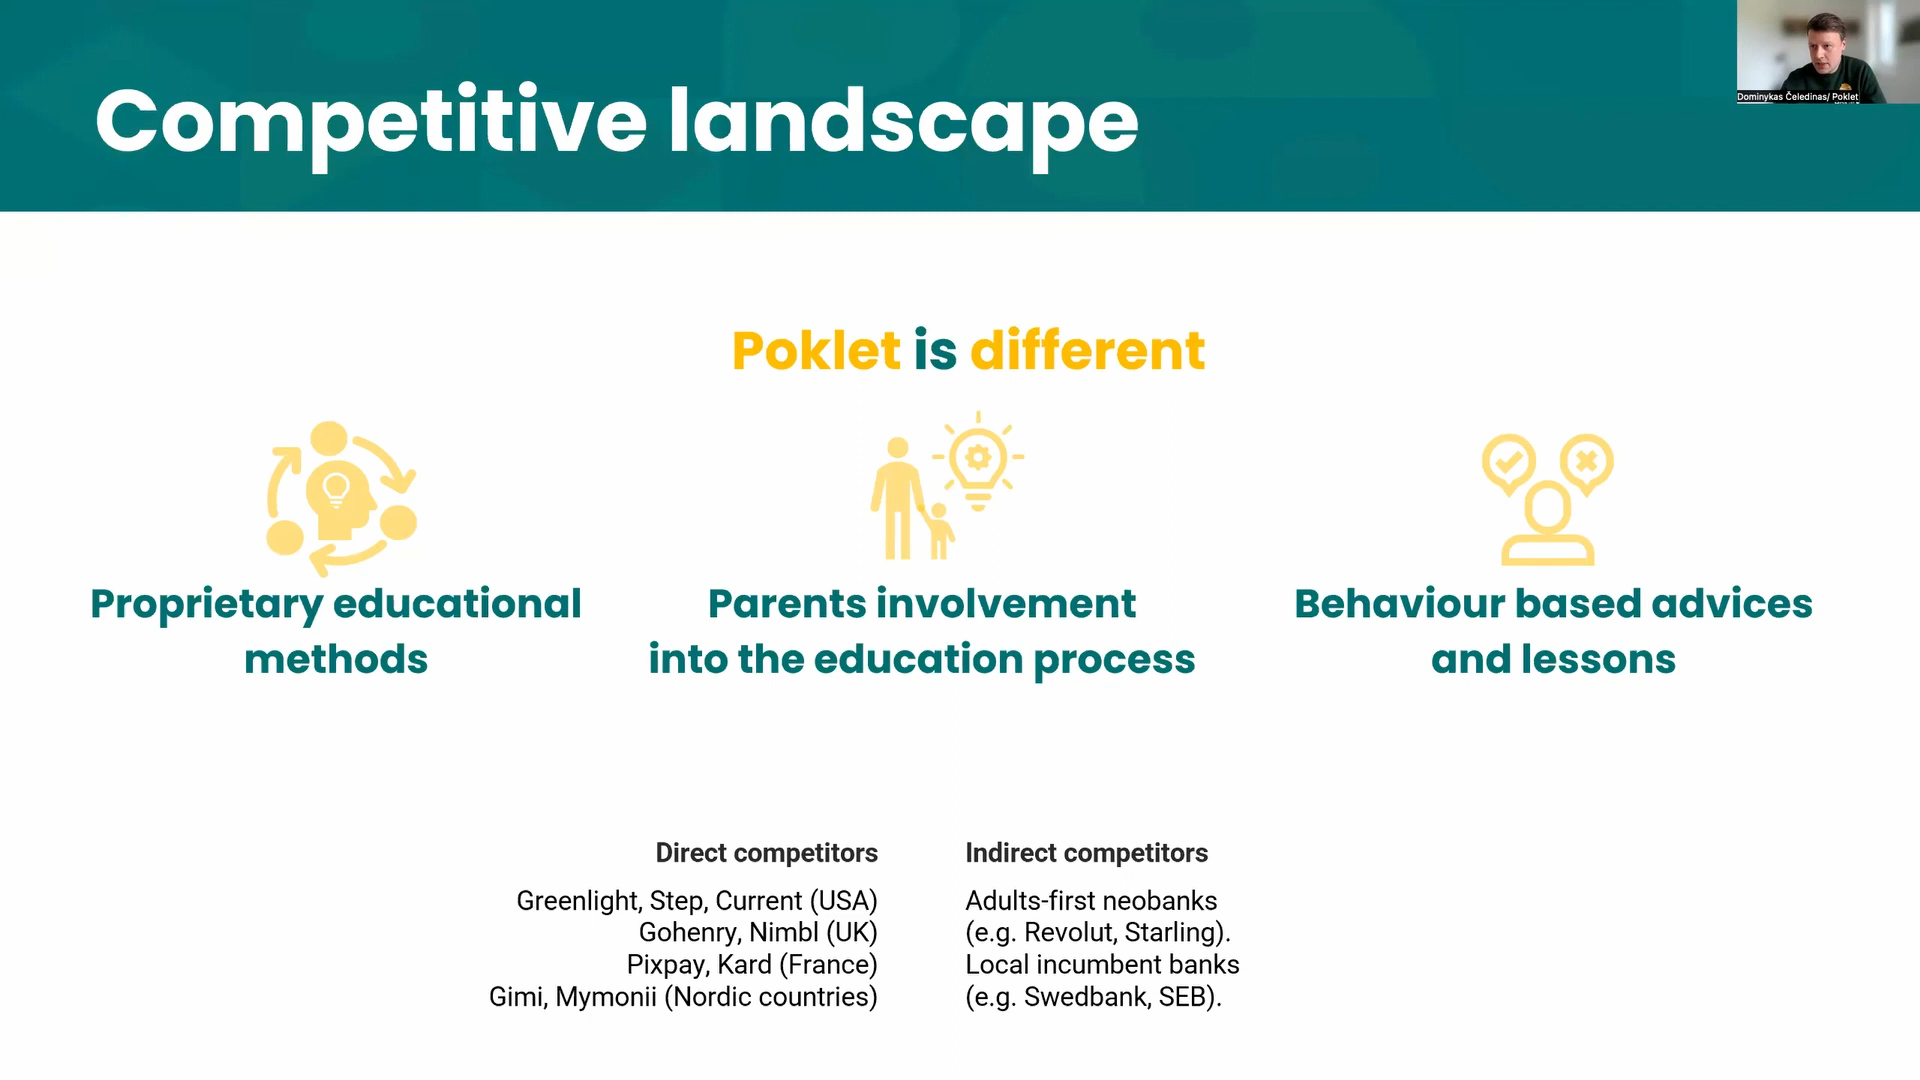 Competitive landscape
Dominykas Čeledinas/ Poklet
Poklet is different
Proprietary educational
methods
Parents involvement
into the education process
Behaviour based advices
and lessons
Direct competitors
Greenlight, Step, Current (USA)
Gohenry, Nimbl (UK)
Pixpay, Kard (France)
Gimi, Mymonii (Nordic countries)
Indirect competitors
Adults-first neobanks
(e.g. Revolut, Starling).
Local incumbent banks
(e.g. Swedbank, SEB).